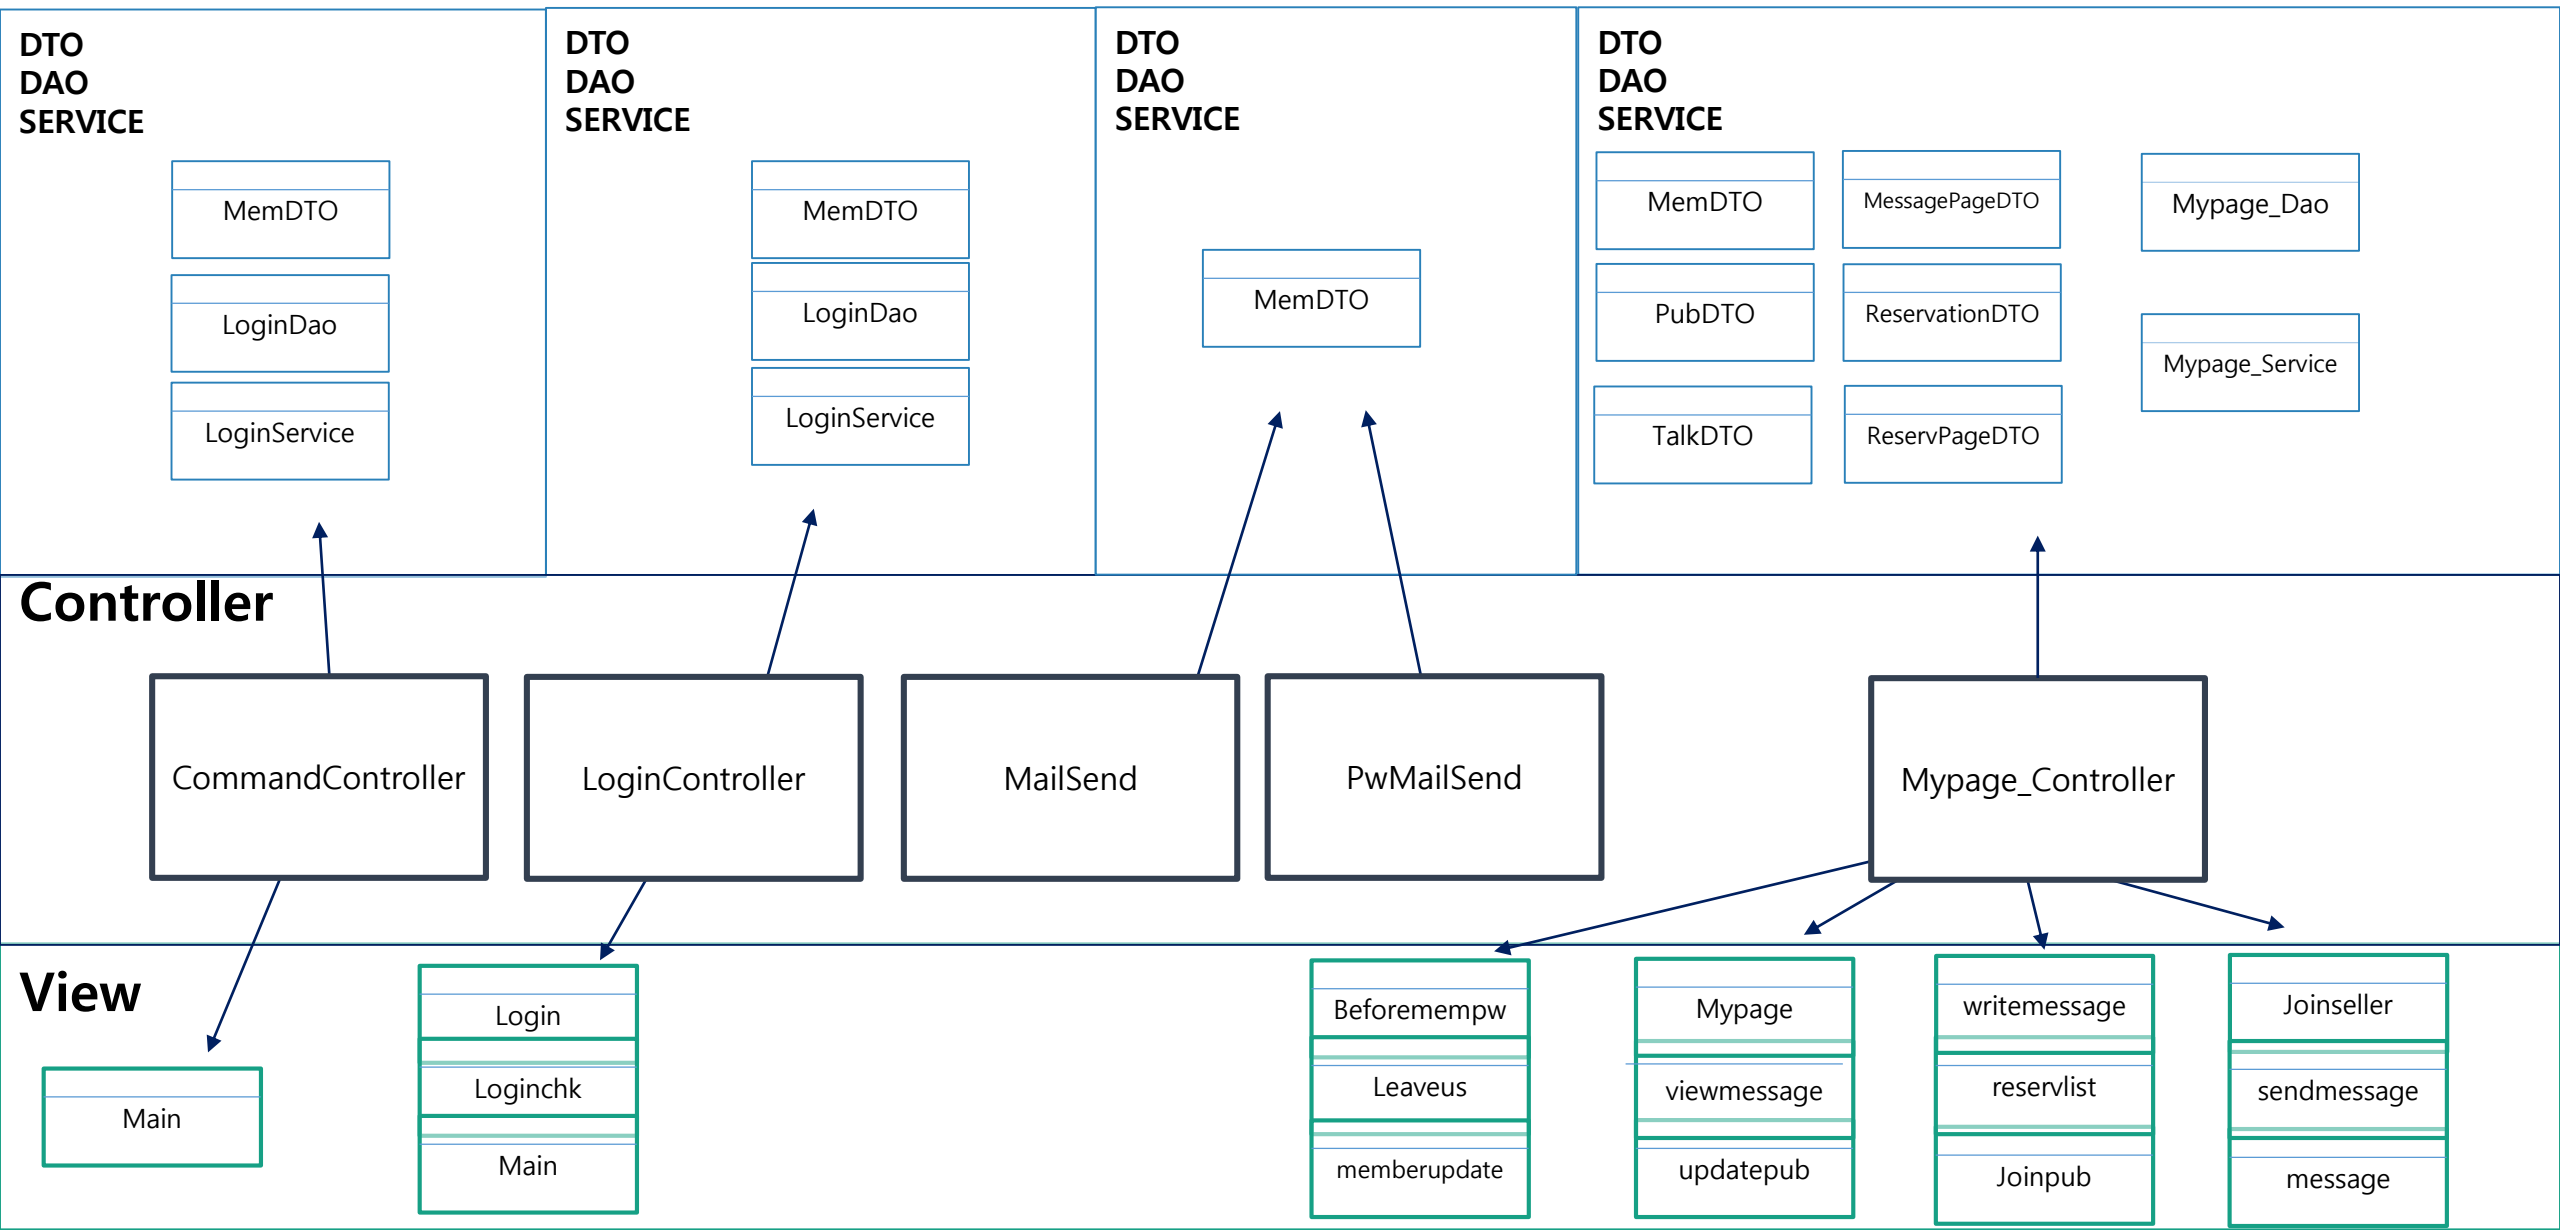 DTO
DAO
SERVICE
MemDTO
LoginDao
LoginService
DTO
DAO
SERVICE
MemDTO
LoginDao
LoginService
DTO
DAO
SERVICE
MemDTO
DTO
DAO
SERVICE
MemDTO
MessagePageDTO
Mypage_Dao
PubDTO
ReservationDTO
Mypage_Service
TalkDTO
ReservPageDTO
Controller
CommandController
LoginController
MailSend
PwMailSend
Mypage_Controller
View
Main
Login
Loginchk
Main
Beforemempw
Leaveus
memberupdate
Mypage
viewmessage
updatepub
writemessage
reservlist
Joinpub
Joinseller
sendmessage
message